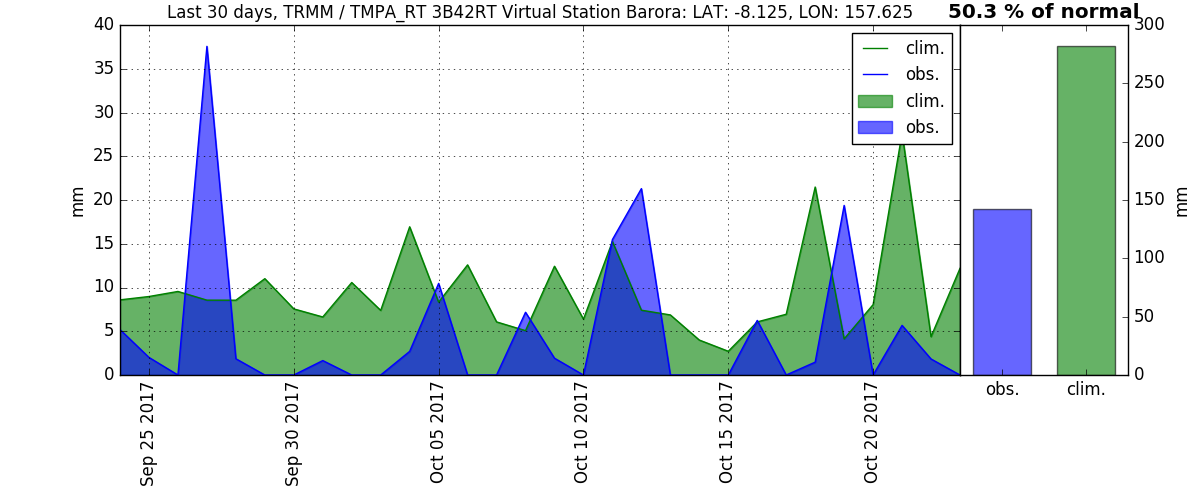 Last 30 days, TRMM / TMPA_RT 3B42RT Virtual Station Barora: LAT: -8.125, LON: 157.625
50.3 % of normal
40
35
30
25
20
15
10
5
0
mm
clim.
obs.
clim.
obs.
300
250
200
150
100
50
0
mm
obs.
clim.
Sep 25 2017
Sep 30 2017
Oct 05 2017
Oct 10 2017
Oct 15 2017
Oct 20 2017